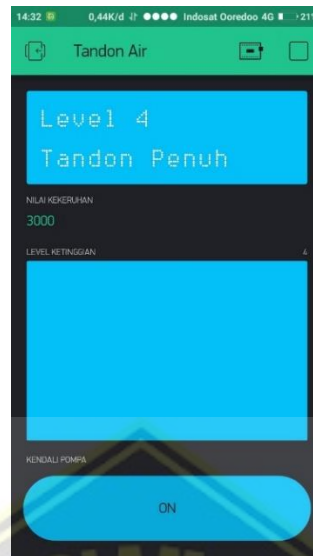 14:32 0,44K/d Indosat Ooredoo 4G 21%
Tandon Air
Level 4
Tandon Penuh
NILAI KEKERUHAN
3000
LEVEL KETINGGIAN 4
KENDALI POMPA
ON